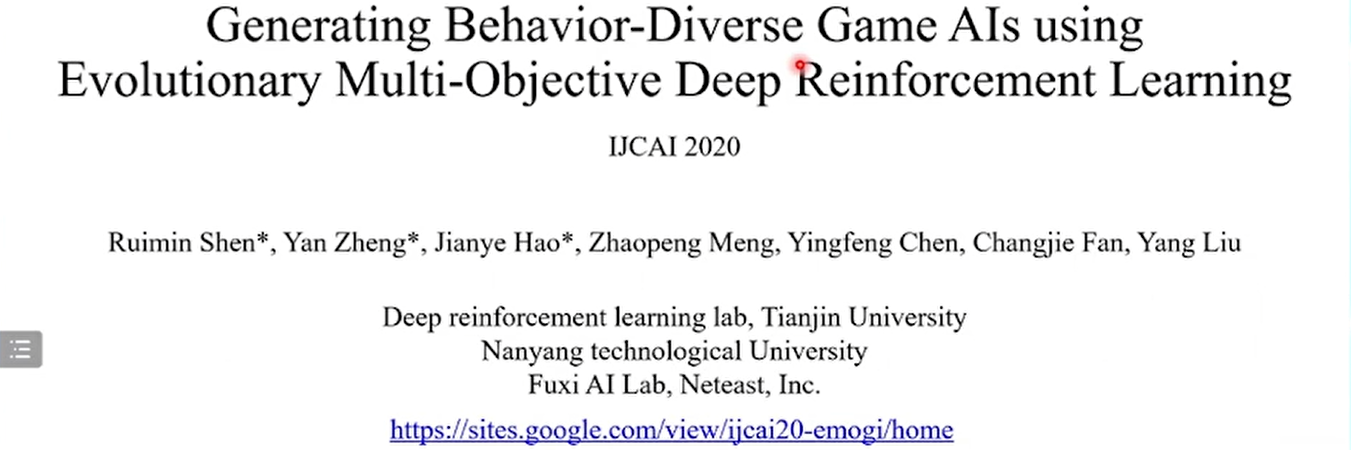 Generating Behavior-Diverse Game AIs using
Evolutionary Multi-Objective Deep Reinforcement Learning
IJCAI 2020
Ruimin Shen*, Yan Zheng*, Jianye Hao*, Zhaopeng Meng, Yingfeng Chen, Changjie Fan, Yang Liu
Deep reinforcement learning lab, Tianjin University
Nanyang technological University
Fuxi AI Lab, Neteast, Inc.
https://sites.google.com/view/ijcai20-emogi/home